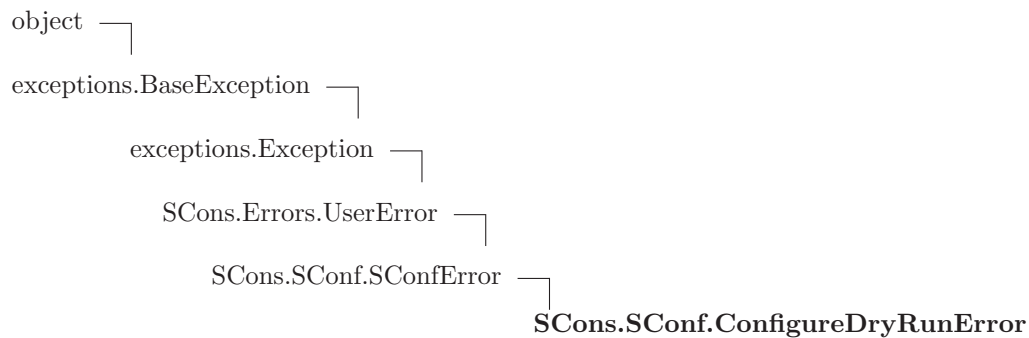 object
exceptions.BaseException
exceptions.Exception
SCons.Errors.UserError
SCons.SConf.SConfError
SCons.SConf.ConfigureDryRunError